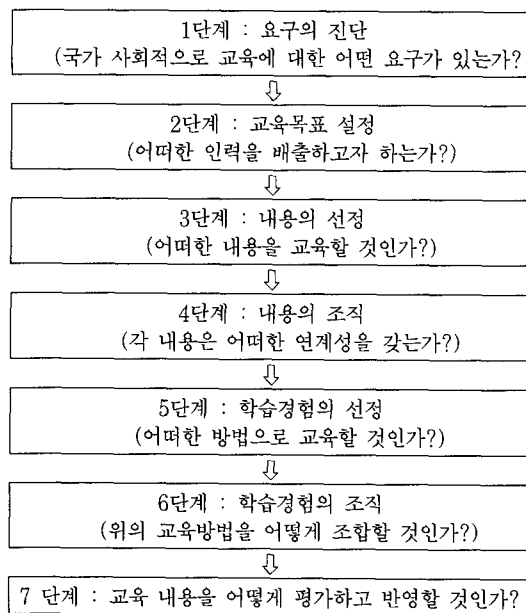 1단계 : 요구의 진단
(국가 사회적으로 교육에 대한 어떤 요구가 있는가?
2단계 : 교육목표 설정
(어떠한 인력을 배출하고자 하는가?)
3단계 : 내용의 선정
(어떠한 내용을 교육할 것인가?)
4단계 : 내용의 조직
(각 내용은 어떠한 연계성을 갖는가?)
5단계 : 학습경험의 선정
(어떠한 방법으로 교육할 것인가?)
6단계 : 학습경험의 조직
(위의 교육방법을 어떻게 조합할 것인가?)
7 단계 : 교육 내용을 어떻게 평가하고 반영할 것인가?